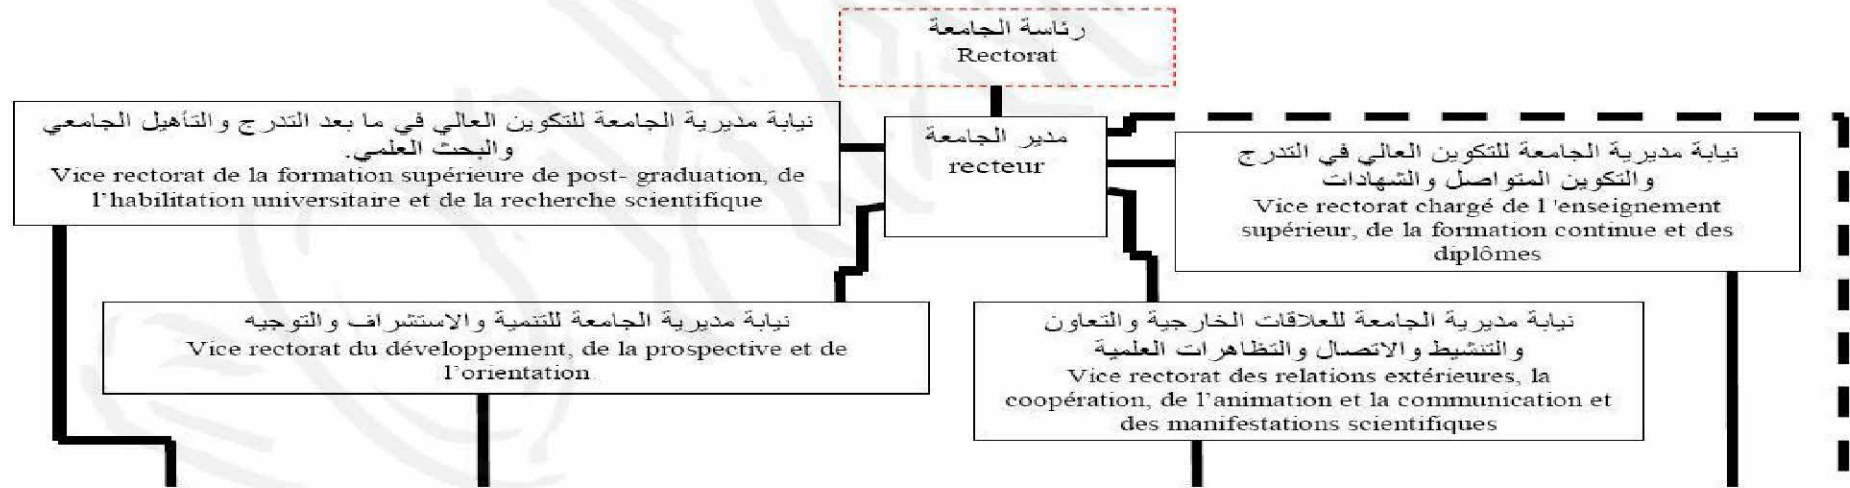 رئاسة الجامعة
Rectorat
نيابة مديرية الجامعة للتكوين العالي في ما بعد التدرج والتأهيل الجامعي
والبحث العلمي.
Vice rectorat de la formation supérieure de post- graduation, de
l'habilitation universitaire et de la recherche scientifique
مدير الجامعة
recteur
نيابة مديرية الجامعة للتكوين العالي في التدرج
والتكوين المتواصل والشهادات
Vice rectorat chargé de l 'enseignement
supérieur, de la formation continue et des
diplômes
نيابة مديرية الجامعة للتنمية والاستشراف والتوجيه
Vice rectorat du développement, de la prospective et de
l'orientation
نيابة مديرية الجامعة للعلاقات الخارجية والتعاون
والتنشيط والاتصال والتظاهرات العلمية
Vice rectorat des relations extérieures, la
coopération, de l'animation et la communication et
des manifestations scientifiques